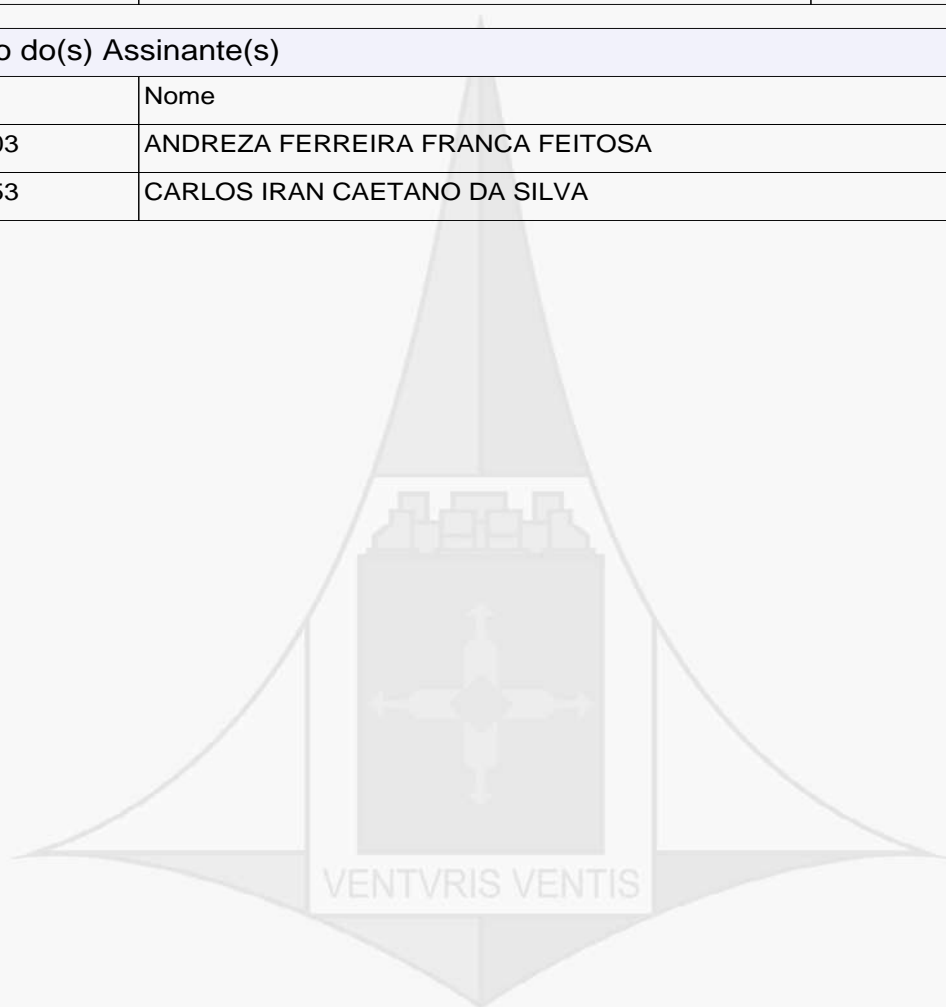 o do(s) Assinante(s)
Nome
03 ANDREZA FERREIRA FRANCA FEITOSA
53 CARLOS IRAN CAETANO DA SILVA
VENTVRIS VENTIS